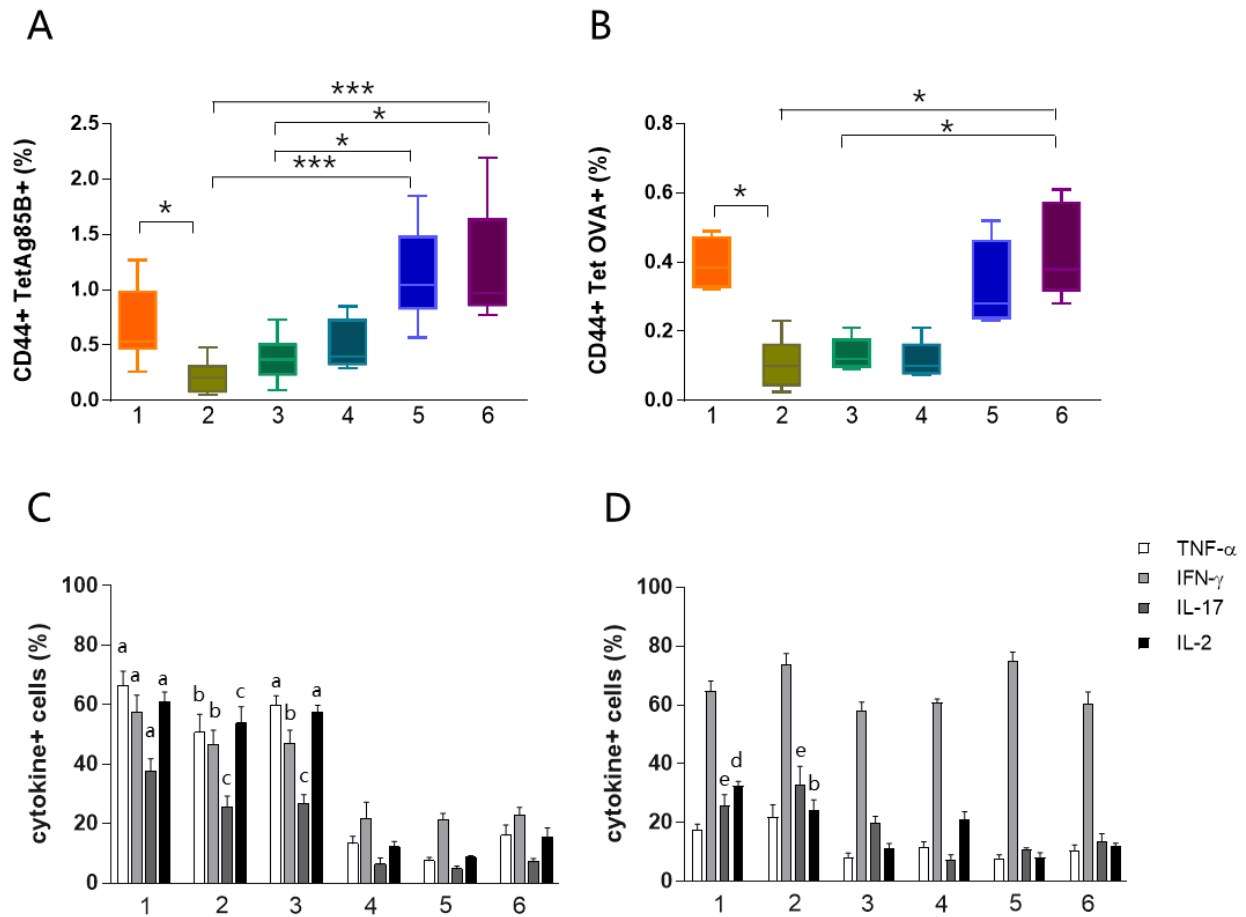 A
B
***
*
*
***
*
2.5
2.0
1.5
1.0
0.5
0.0
CD44+ TetAg85B+ (%)
1 2 3 4 5 6
*
*
*
0.8
0.6
0.4
0.2
0.0
CD44+ Tet OVA+ (%)
1 2 3 4 5 6
C
D
TNF-α
IFN-γ
IL-17
IL-2
100
80
60
40
20
0
cytokine+ cells (%)
a a a a
b b c c
a b c a
1 2 3 4 5 6
100
80
60
40
20
0
cytokine+ cells (%)
e d
e b
1 2 3 4 5 6